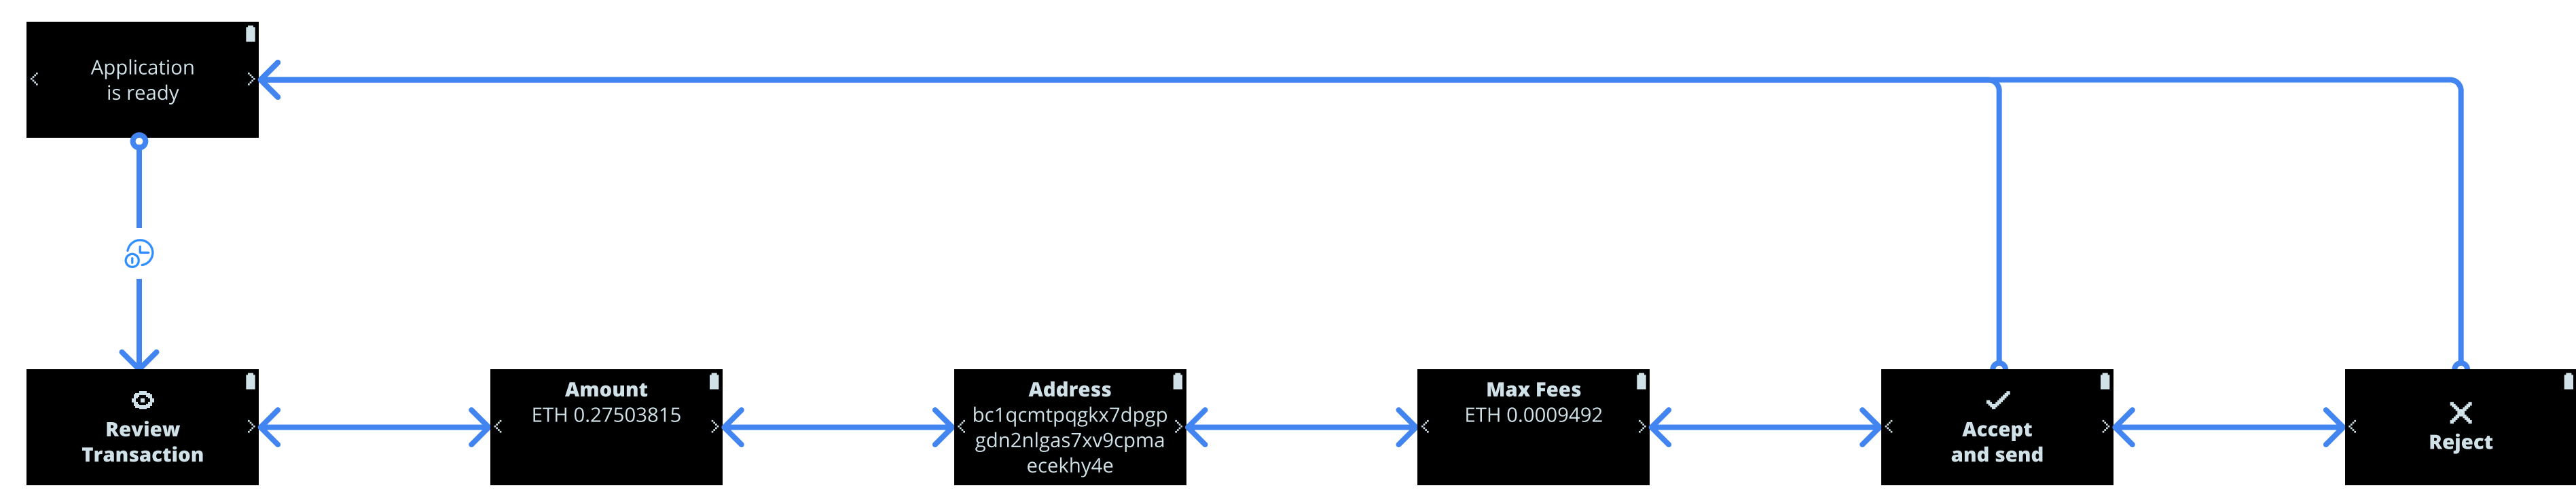 Application
is ready
Review
Transaction
Amount
ETH 0.27503815
Address
bc1qcmtpqgkx7dpgp
gdn2nlgas7xv9cpma
ecekhy4e
Max Fees
ETH 0.0009492
Accept
and send
Reject